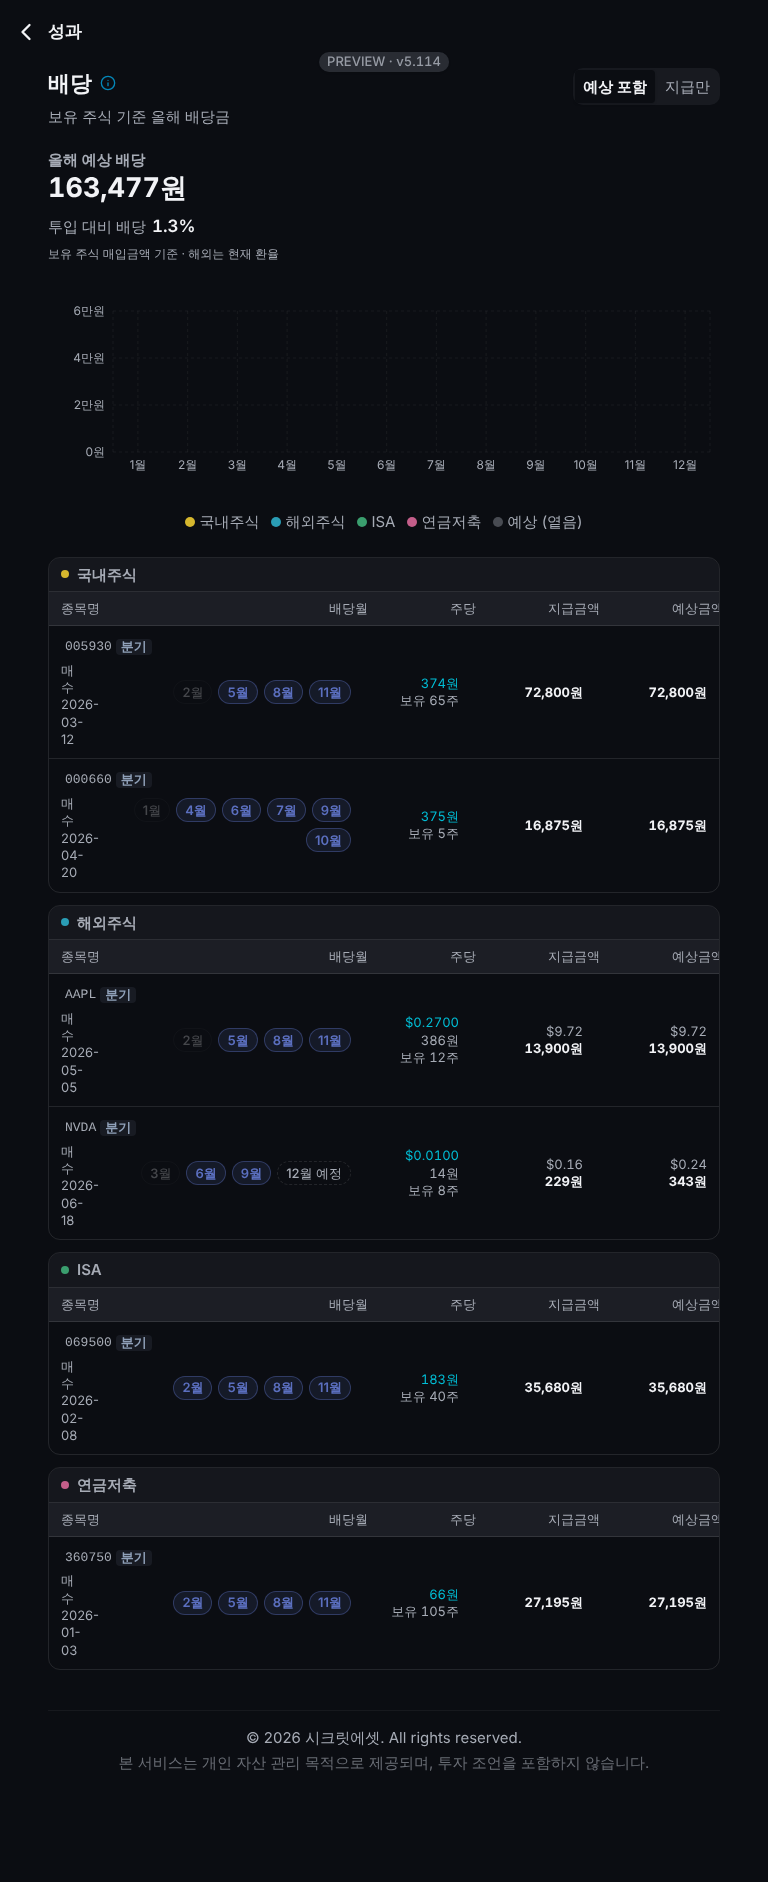 성과
PREVIEW · v5.114
배당
예상 포함 지급만
보유 주식 기준 올해 배당금
올해 예상 배당
163,477원
투입 대비 배당 1.3%
보유 주식 매입금액 기준 · 해외는 현재 환율
6만원
4만원
2만원
0원
1월 2월 3월 4월 5월 6월 7월 8월 9월 10월 11월 12월
국내주식 해외주식 ISA 연금저축 예상 (옅음)
국내주식
종목명 배당월 주당 지급금액 예상금액
005930 분기
매
수
2026-
03-
12
2월 5월 8월 11월
374원
보유 65주
72,800원
72,800원
000660 분기
매
수
2026-
04-
20
1월 4월 6월 7월 9월
10월
375원
보유 5주
16,875원
16,875원
해외주식
종목명 배당월 주당 지급금액 예상금액
AAPL 분기
매
수
2026-
05-
05
2월 5월 8월 11월
$0.2700
386원
보유 12주
$9.72
13,900원
$9.72
13,900원
NVDA 분기
매
수
2026-
06-
18
3월 6월 9월 12월 예정
$0.0100
14원
보유 8주
$0.16
229원
$0.24
343원
ISA
종목명 배당월 주당 지급금액 예상금액
069500 분기
매
수
2026-
02-
08
2월 5월 8월 11월
183원
보유 40주
35,680원
35,680원
연금저축
종목명 배당월 주당 지급금액 예상금액
360750 분기
매
수
2026-
01-
03
2월 5월 8월 11월
66원
보유 105주
27,195원
27,195원
© 2026 시크릿에셋. All rights reserved.
본 서비스는 개인 자산 관리 목적으로 제공되며, 투자 조언을 포함하지 않습니다.